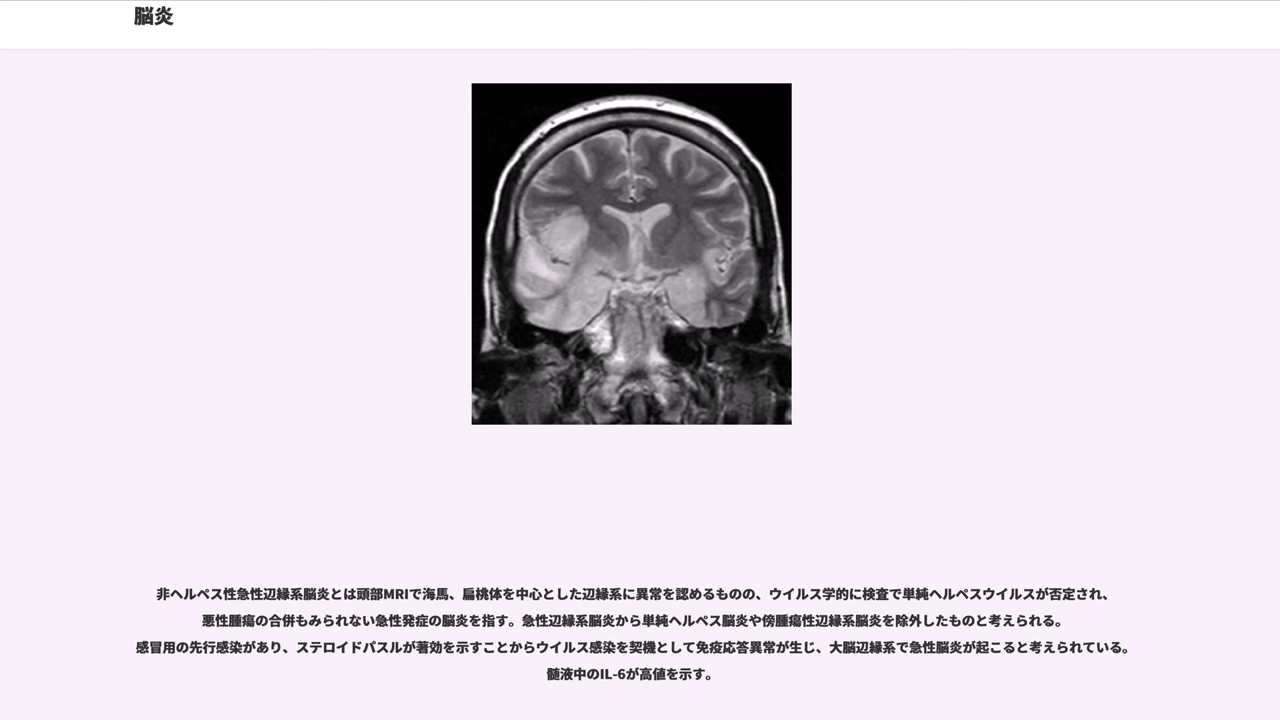 脳炎
非ヘルペス性急性辺縁系脳炎とは頭部MRIで海馬、扁桃体を中心とした辺縁系に異常を認めるものの、ウイルス学的に検査で単純ヘルペスウイルスが否定され、
悪性腫瘍の合併もみられない急性発症の脳炎を指す。急性辺縁系脳炎から単純ヘルペス脳炎や傍腫瘍性辺縁系脳炎を除外したものと考えられる。
感冒用の先行感染があり、ステロイドパスルが著効を示すことからウイルス感染を契機として免疫応答異常が生じ、大脳辺縁系で急性脳炎が起こると考えられている。
髄液中のIL-6が高値を示す。